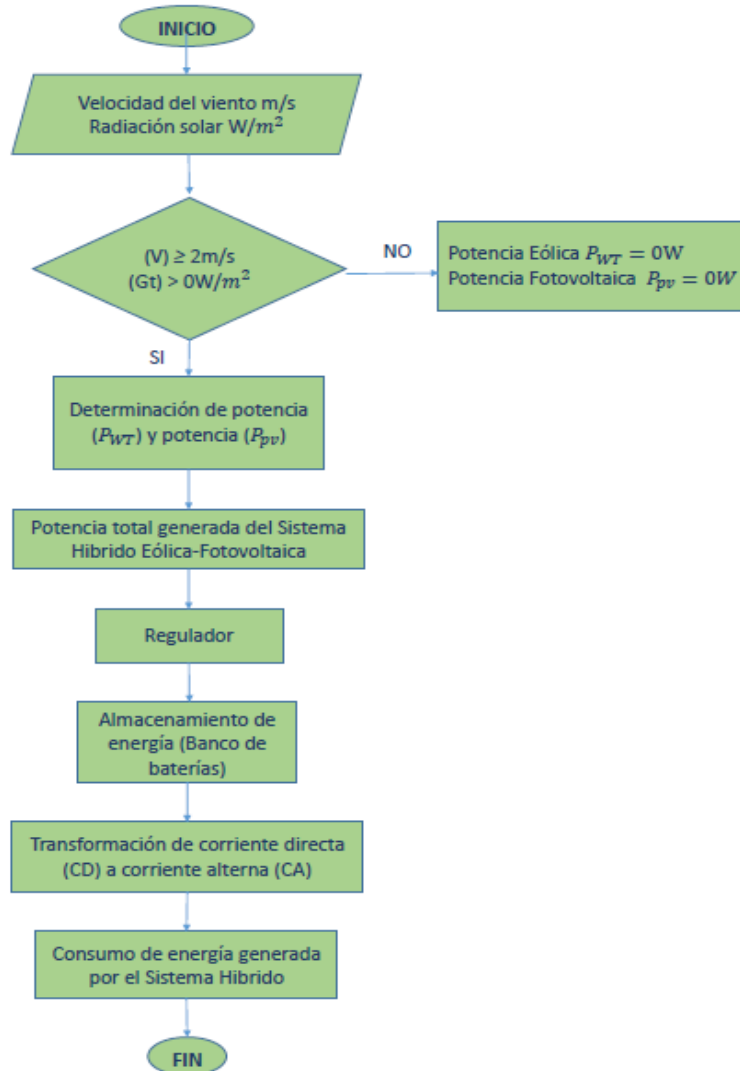 INICIO
Velocidad del viento m/s
Radiación solar W/m²
(V) ≥ 2m/s
(Gt) > 0W/m²
NO
Potencia Eólica P_WT = 0W
Potencia Fotovoltaica P_pv = 0W
SI
Determinación de potencia
(P_WT) y potencia (P_pv)
Potencia total generada del Sistema
Hibrido Eólica-Fotovoltaica
Regulador
Almacenamiento de
energía (Banco de
baterías)
Transformación de corriente directa
(CD) a corriente alterna (CA)
Consumo de energía generada
por el Sistema Hibrido
FIN